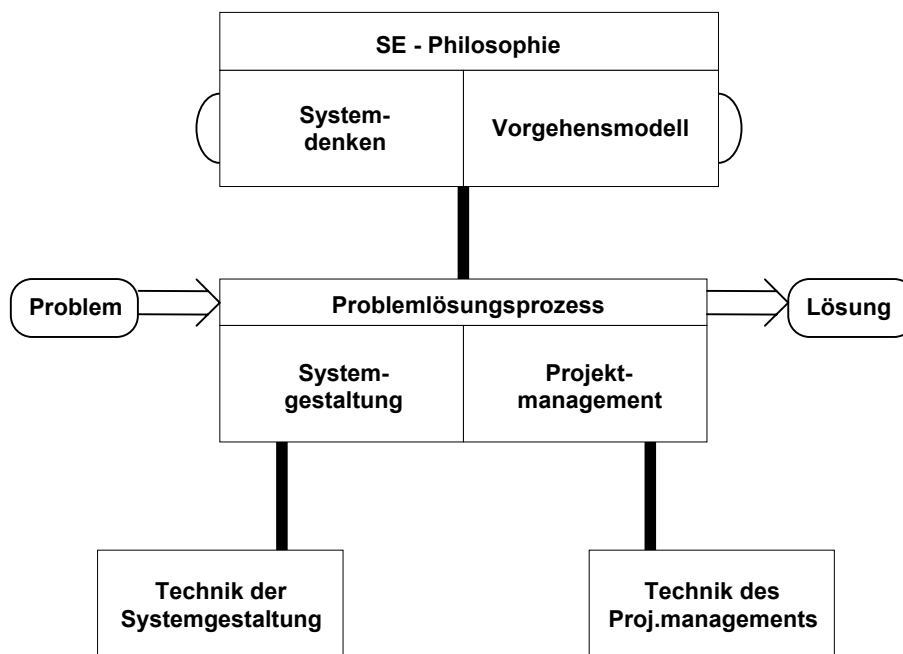 SE - Philosophie
System-
denken
Vorgehensmodell
Problem
Problemlösungsprozess
Lösung
System-
gestaltung
Projekt-
management
Technik der
Systemgestaltung
Technik des
Proj.managements